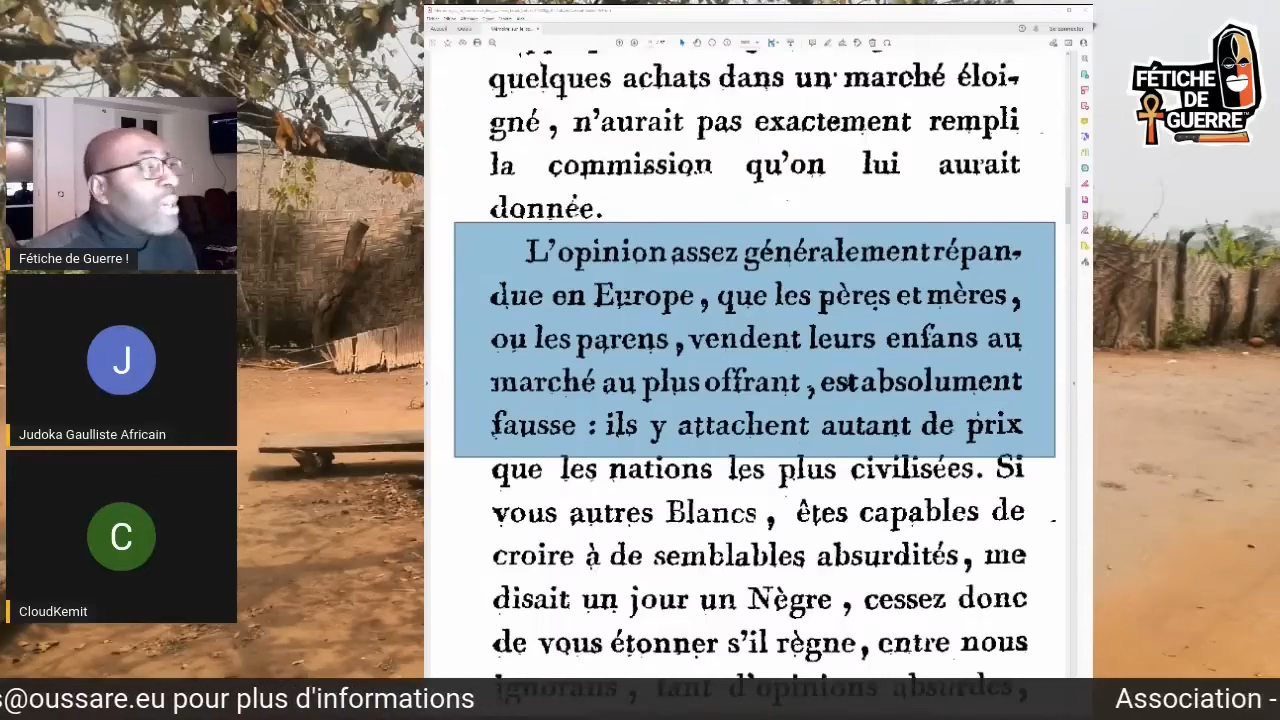 quelques achats dans un marché éloi-
gné , n'aurait pas exactement rempli
la commission qu'on lui aurait
donnée.
L'opinion assez généralement répan-
due en Europe , que les pères et mères ,
ou les parens , vendent leurs enfans au
marché au plus offrant , est absolument
fausse : ils y attachent autant de prix
que les nations les plus civilisées. Si
vous autres Blancs , êtes capables de
croire à de semblables absurdités, me
disait un jour un Nègre , cessez donc
de vous étonner s'il règne, entre nous
ignorans , tant d'opinions absurdes,
Fétiche de Guerre !
J
Judoka Gaulliste Africain
C
CloudKemit
FÉTICHE
DE
GUERRE™
s@oussare.eu pour plus d'informations
Association -